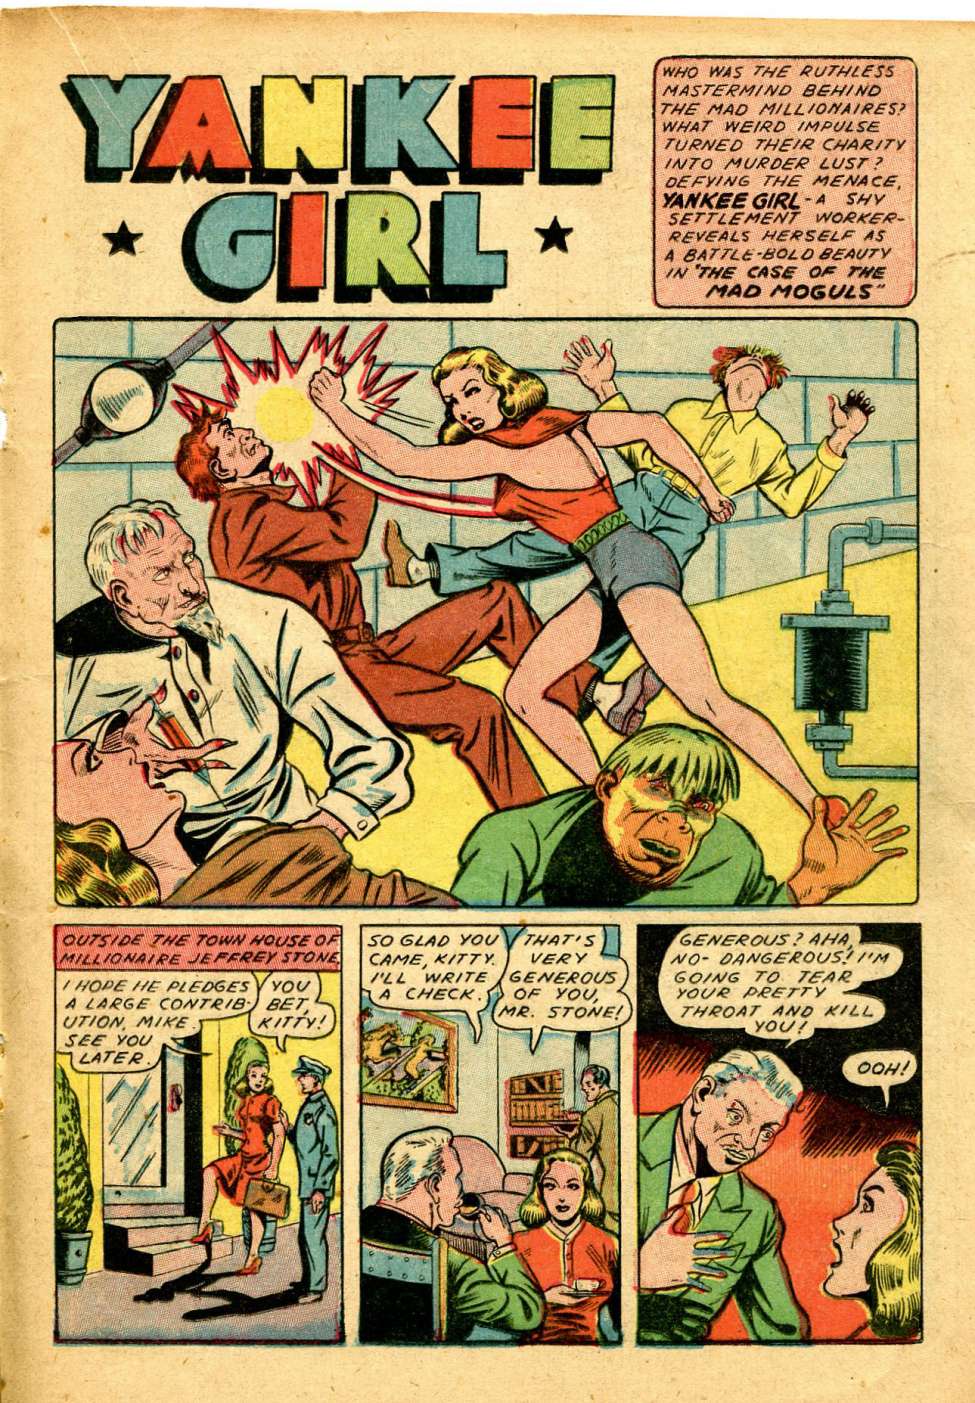 YANKEE
GIRL
WHO WAS THE RUTHLESS
MASTERMIND BEHIND
THE MAD MILLIONAIRES?
WHAT WEIRD IMPULSE
TURNED THEIR CHARITY
INTO MURDER LUST?
DEFYING THE MENACE,
YANKEE GIRL-A SHY
SETTLEMENT WORKER-
REVEALS HERSELF AS
A BATTLE-BOLD BEAUTY
IN "THE CASE OF THE
MAD MOGULS"
OUTSIDE THE TOWN HOUSE OF
MILLIONAIRE JEFFREY STONE.
I HOPE HE PLEDGES
A LARGE CONTRIB-
UTION, MIKE.
SEE YOU
LATER.
YOU
BET,
KITTY!
SO GLAD YOU
CAME, KITTY.
I'LL WRITE
A CHECK.
THAT'S
VERY
GENEROUS
OF YOU,
MR. STONE!
GENEROUS? AHA,
NO- DANGEROUS! I'M
GOING TO TEAR
YOUR PRETTY
THROAT AND KILL
YOU!
OOH!